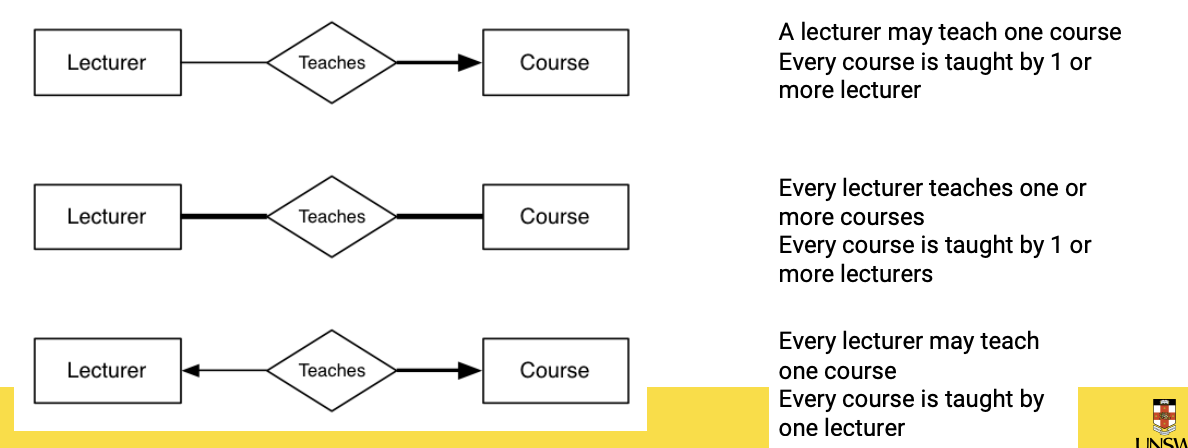 Lecturer Teaches Course
A lecturer may teach one course
Every course is taught by 1 or
more lecturer
Lecturer Teaches Course
Every lecturer teaches one or
more courses
Every course is taught by 1 or
more lecturers
Lecturer Teaches Course
Every lecturer may teach
one course
Every course is taught by
one lecturer